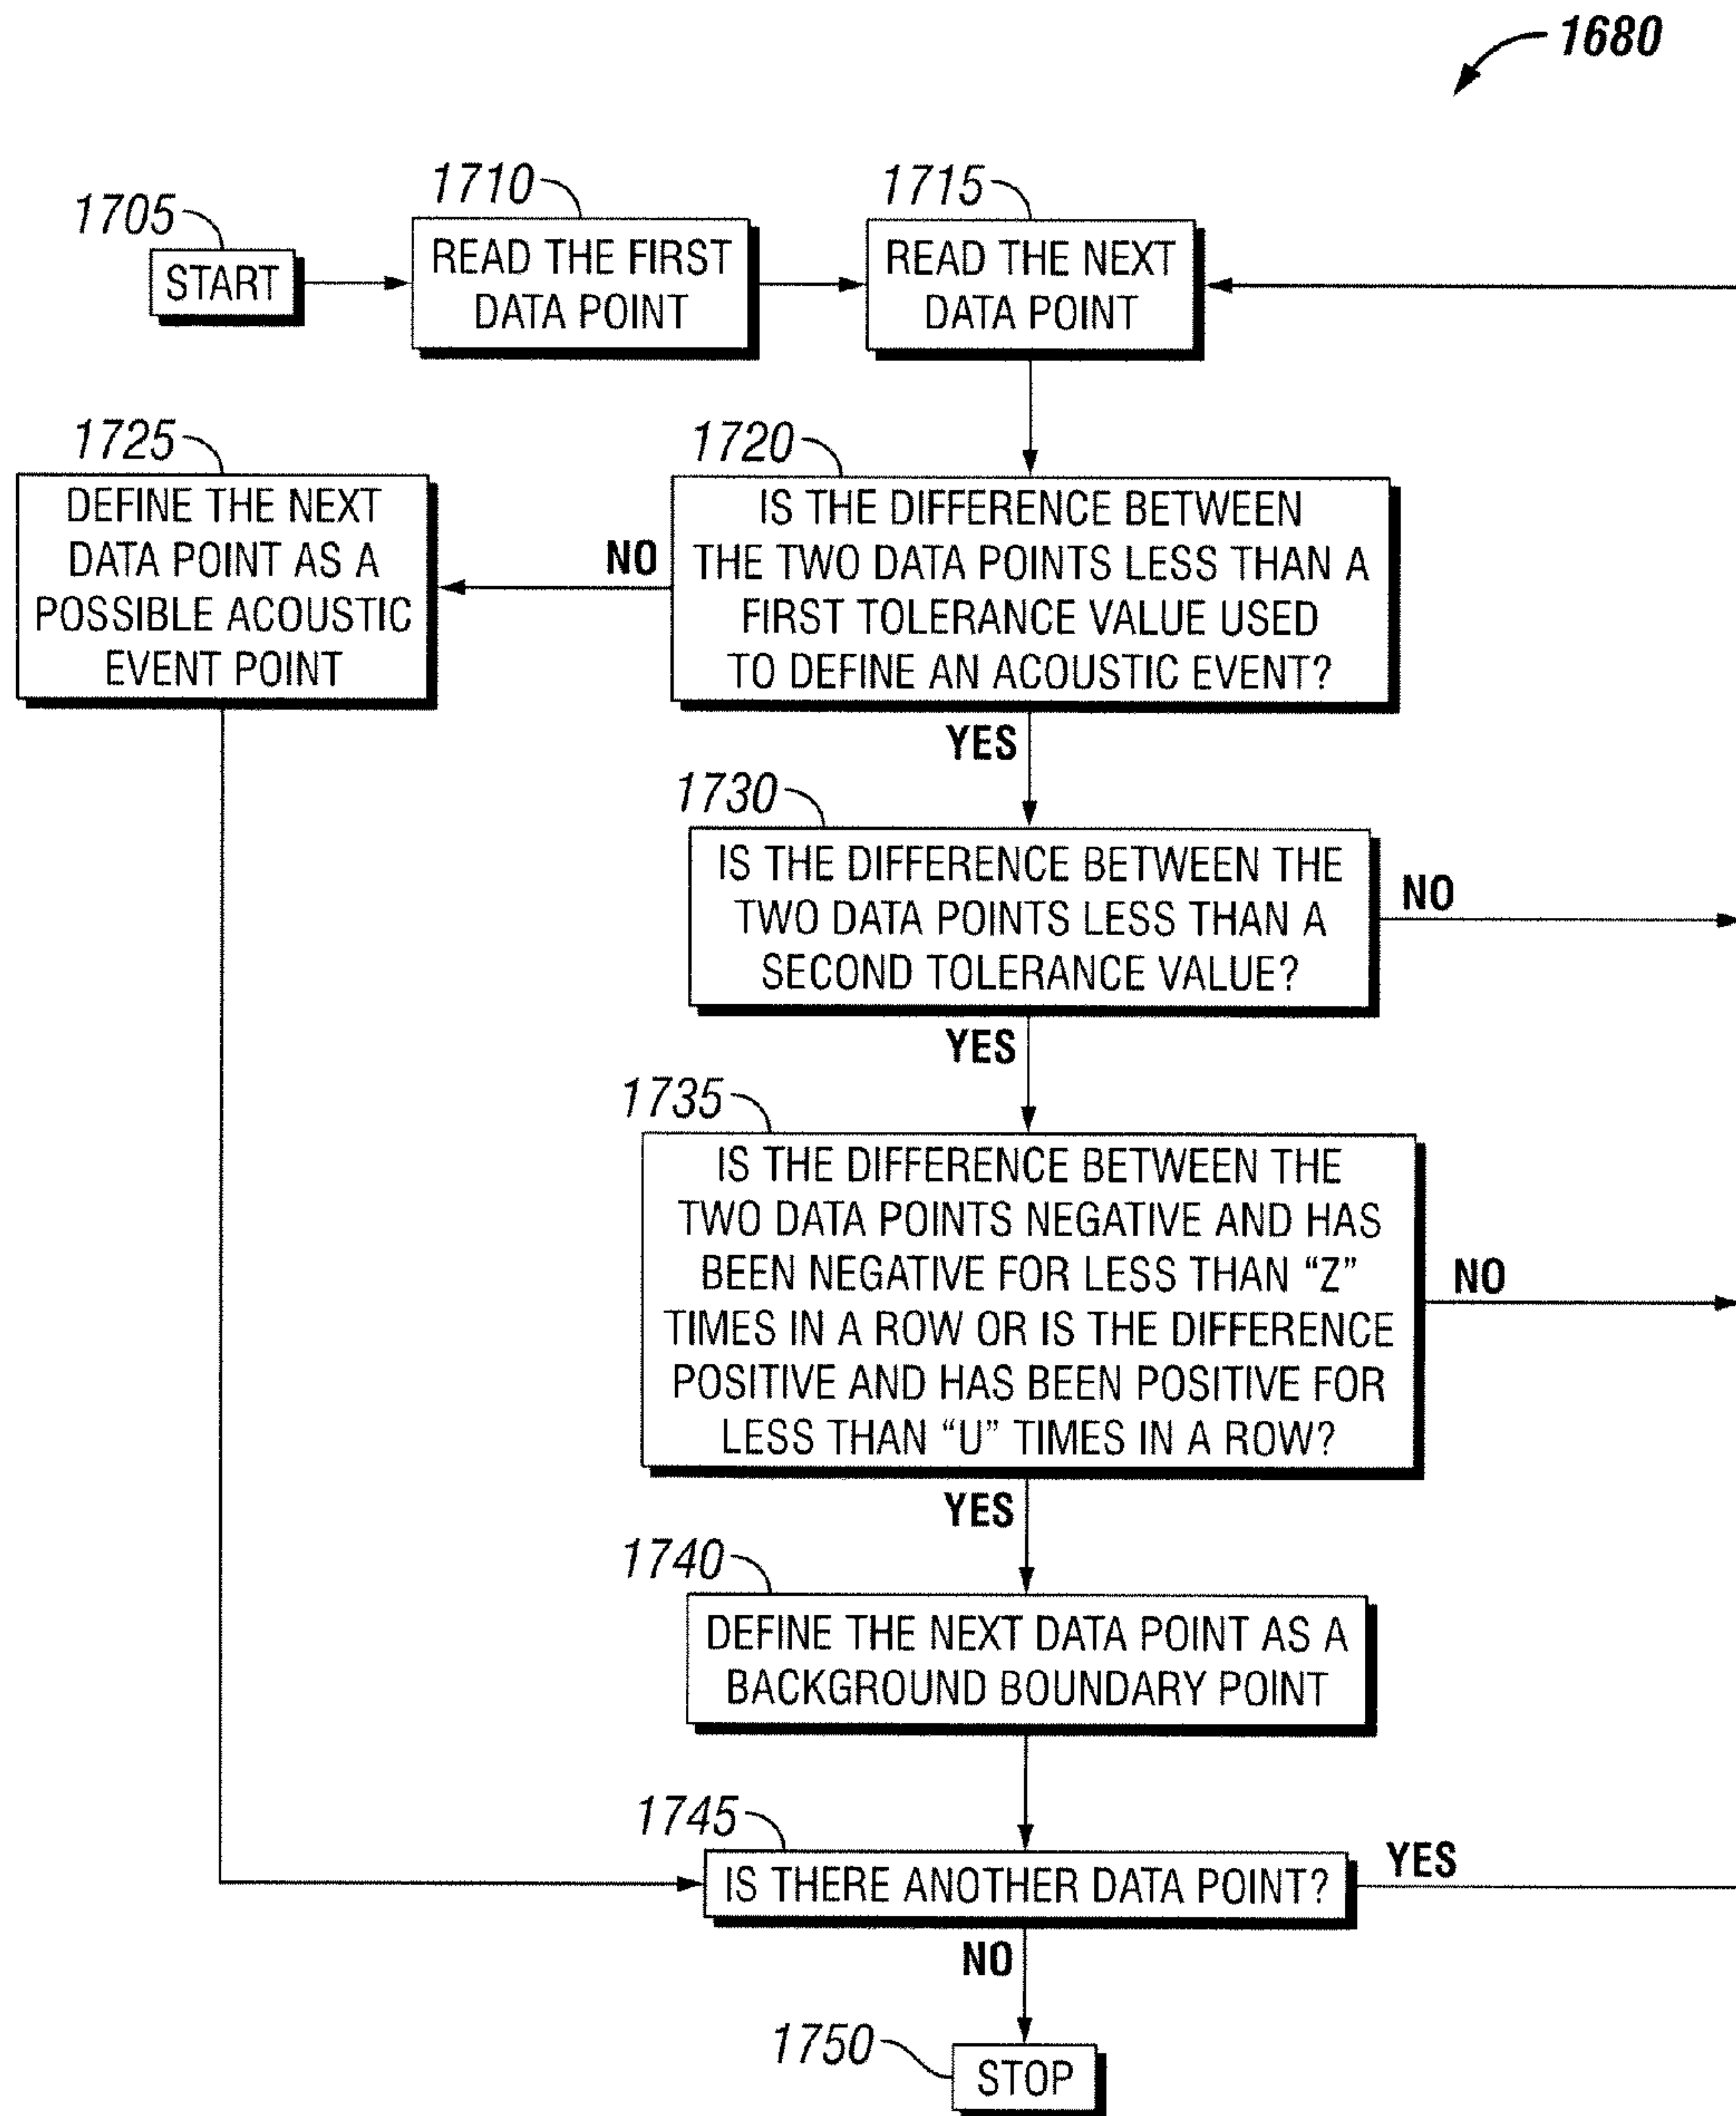 1680
1705
START
1710
READ THE FIRST
DATA POINT
1715
READ THE NEXT
DATA POINT
1725
DEFINE THE NEXT
DATA POINT AS A
POSSIBLE ACOUSTIC
EVENT POINT
NO
1720
IS THE DIFFERENCE BETWEEN
THE TWO DATA POINTS LESS THAN A
FIRST TOLERANCE VALUE USED
TO DEFINE AN ACOUSTIC EVENT?
YES
1730
IS THE DIFFERENCE BETWEEN THE
TWO DATA POINTS LESS THAN A
SECOND TOLERANCE VALUE?
NO
YES
1735
IS THE DIFFERENCE BETWEEN THE
TWO DATA POINTS NEGATIVE AND HAS
BEEN NEGATIVE FOR LESS THAN “Z”
TIMES IN A ROW OR IS THE DIFFERENCE
POSITIVE AND HAS BEEN POSITIVE FOR
LESS THAN “U” TIMES IN A ROW?
NO
YES
1740
DEFINE THE NEXT DATA POINT AS A
BACKGROUND BOUNDARY POINT
1745
IS THERE ANOTHER DATA POINT?
YES
NO
1750
STOP